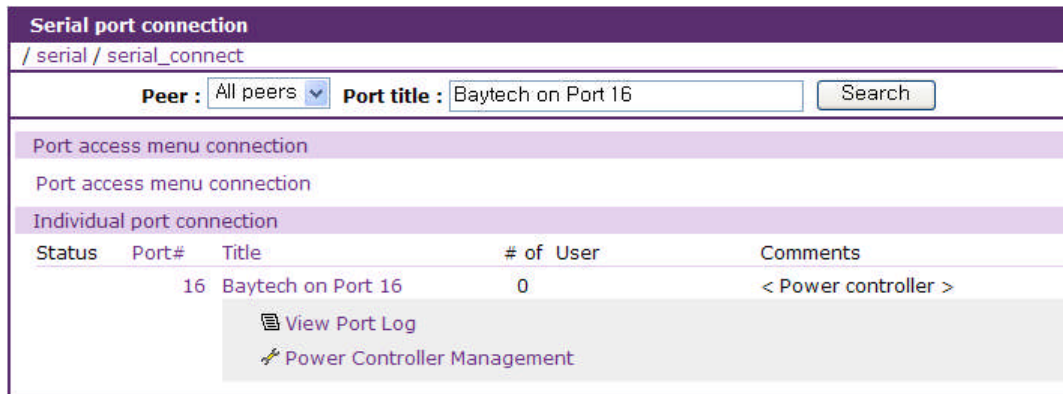 Serial port connection
/ serial / serial_connect
Peer : All peers Port title : Baytech on Port 16 Search
Port access menu connection
Port access menu connection
Individual port connection
Status Port# Title # of User Comments
16 Baytech on Port 16 0 < Power controller >
View Port Log
Power Controller Management